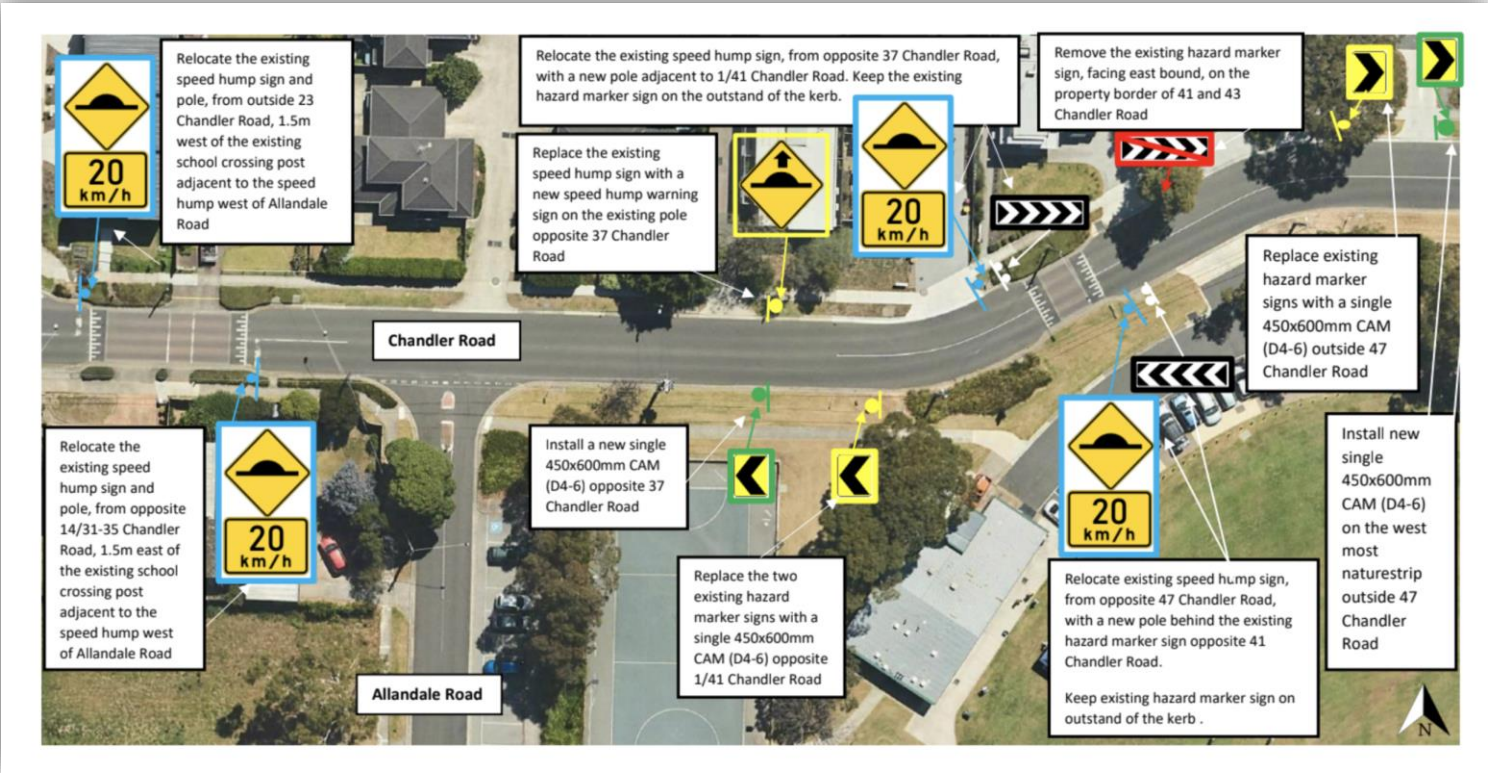 Relocate the existing
speed hump sign and
pole, from outside 23
Chandler Road, 1.5m
west of the existing
school crossing post
adjacent to the speed
hump west of Allandale
Road
20
km/h
Relocate the existing speed hump sign, from opposite 37 Chandler Road,
with a new pole adjacent to 1/41 Chandler Road. Keep the existing
hazard marker sign on the outstand of the kerb.
20
km/h
Remove the existing hazard marker
sign, facing east bound, on the
property border of 41 and 43
Chandler Road
Replace the existing
speed hump sign with a
new speed hump warning
sign on the existing pole
opposite 37 Chandler
Road
Replace existing
hazard marker
signs with a single
450x600mm CAM
(D4-6) outside 47
Chandler Road
Chandler Road
Relocate the
existing speed
hump sign and
pole, from opposite
14/31-35 Chandler
Road, 1.5m east of
the existing school
crossing post
adjacent to the
speed hump west
of Allandale Road
20
km/h
Install a new single
450x600mm CAM
(D4-6) opposite 37
Chandler Road
Replace the two
existing hazard
marker signs with a
single 450x600mm
CAM (D4-6) opposite
1/41 Chandler Road
20
km/h
Relocate existing speed hump sign,
from opposite 47 Chandler Road,
with a new pole behind the existing
hazard marker sign opposite 41
Chandler Road.
Keep existing hazard marker sign on
outstand of the kerb .
Install new
single
450x600mm
CAM (D4-6)
on the west
most
naturestrip
outside 47
Chandler
Road
Allandale Road
N